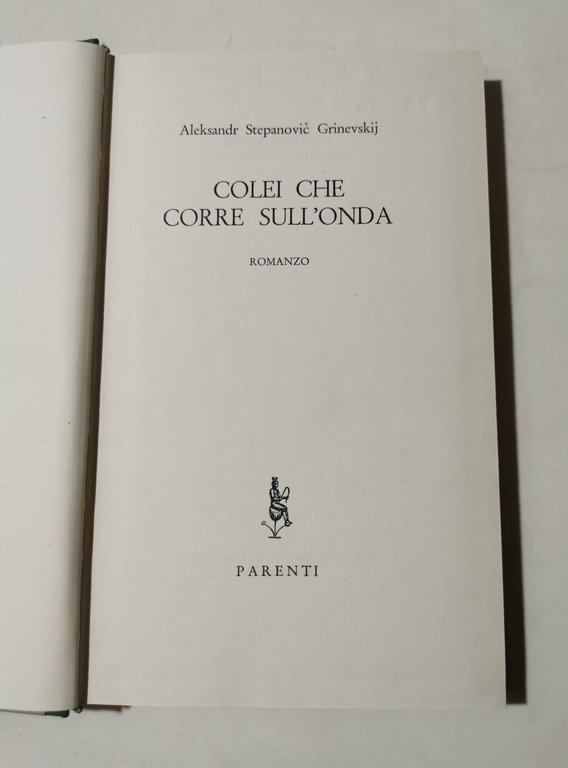 Aleksandr Stepanovič Grinevskij
COLEI CHE
CORRE SULL'ONDA
ROMANZO
PARENTI